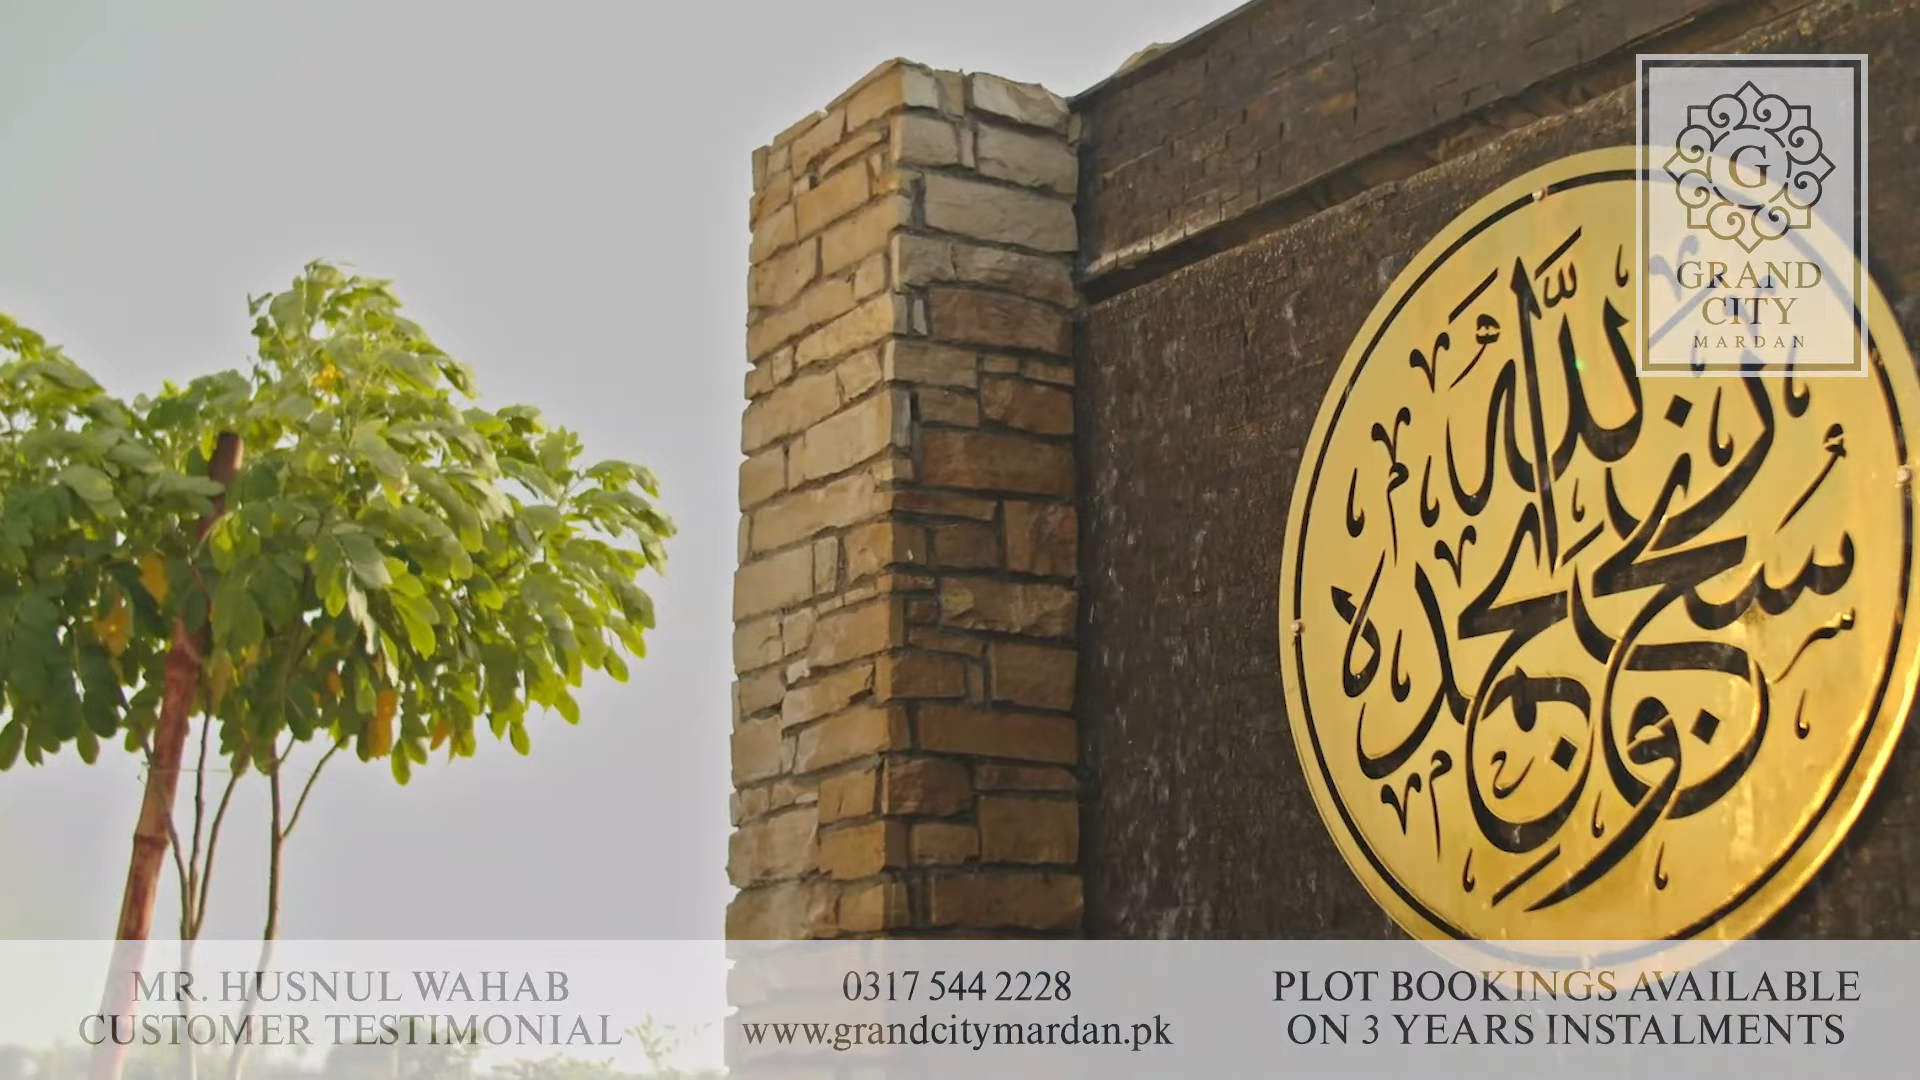 G
GRAND
CITY
MARDAN
سبحان الله
وبحمده
MR. HUSNUL WAHAB
CUSTOMER TESTIMONIAL
0317 544 2228
www.grandcitymardan.pk
PLOT BOOKINGS AVAILABLE
ON 3 YEARS INSTALMENTS